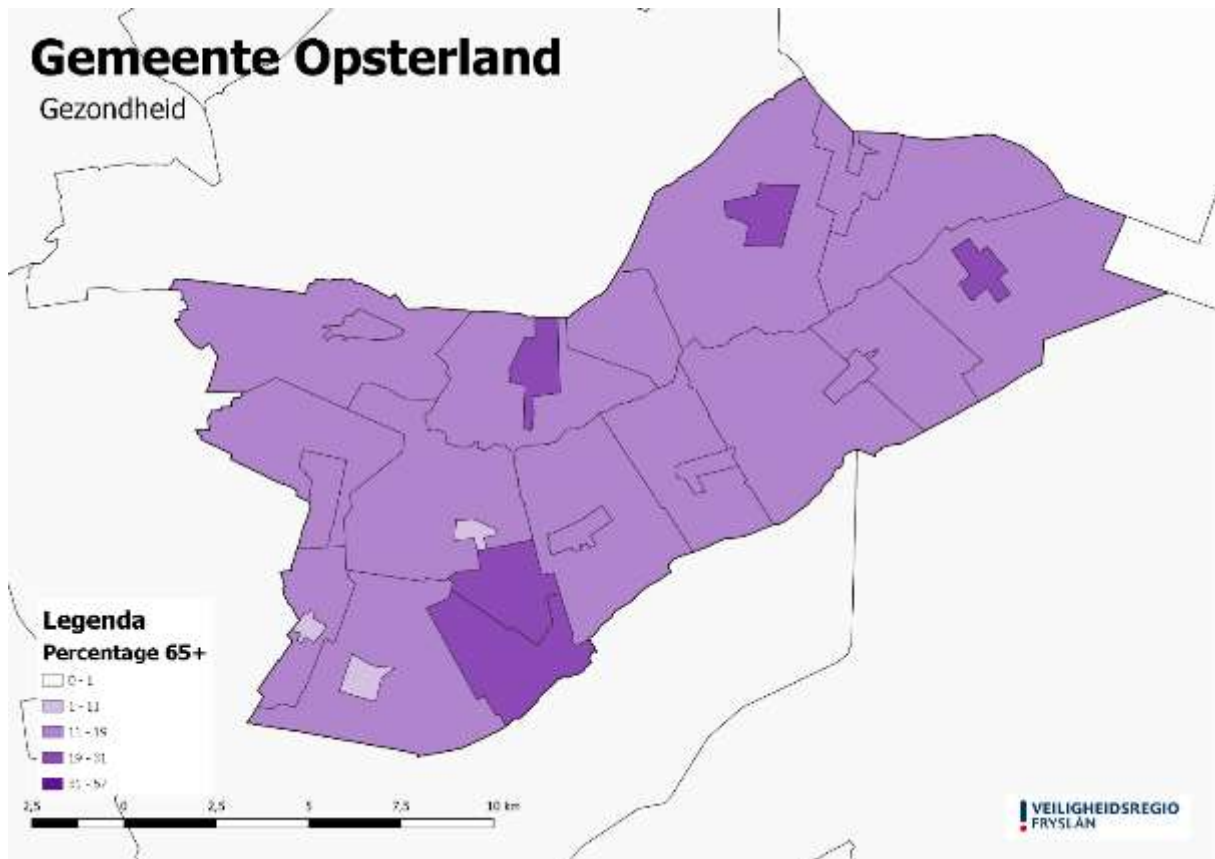 Gemeente Opsterland
Gezondheid
Legenda
Percentage 65+
0 - 1
1 - 11
11 - 19
19 - 31
31 - 57
2,5 0 2,5 5 7,5 10 km
VEILIGHEIDSREGIO
FRYSLÂN